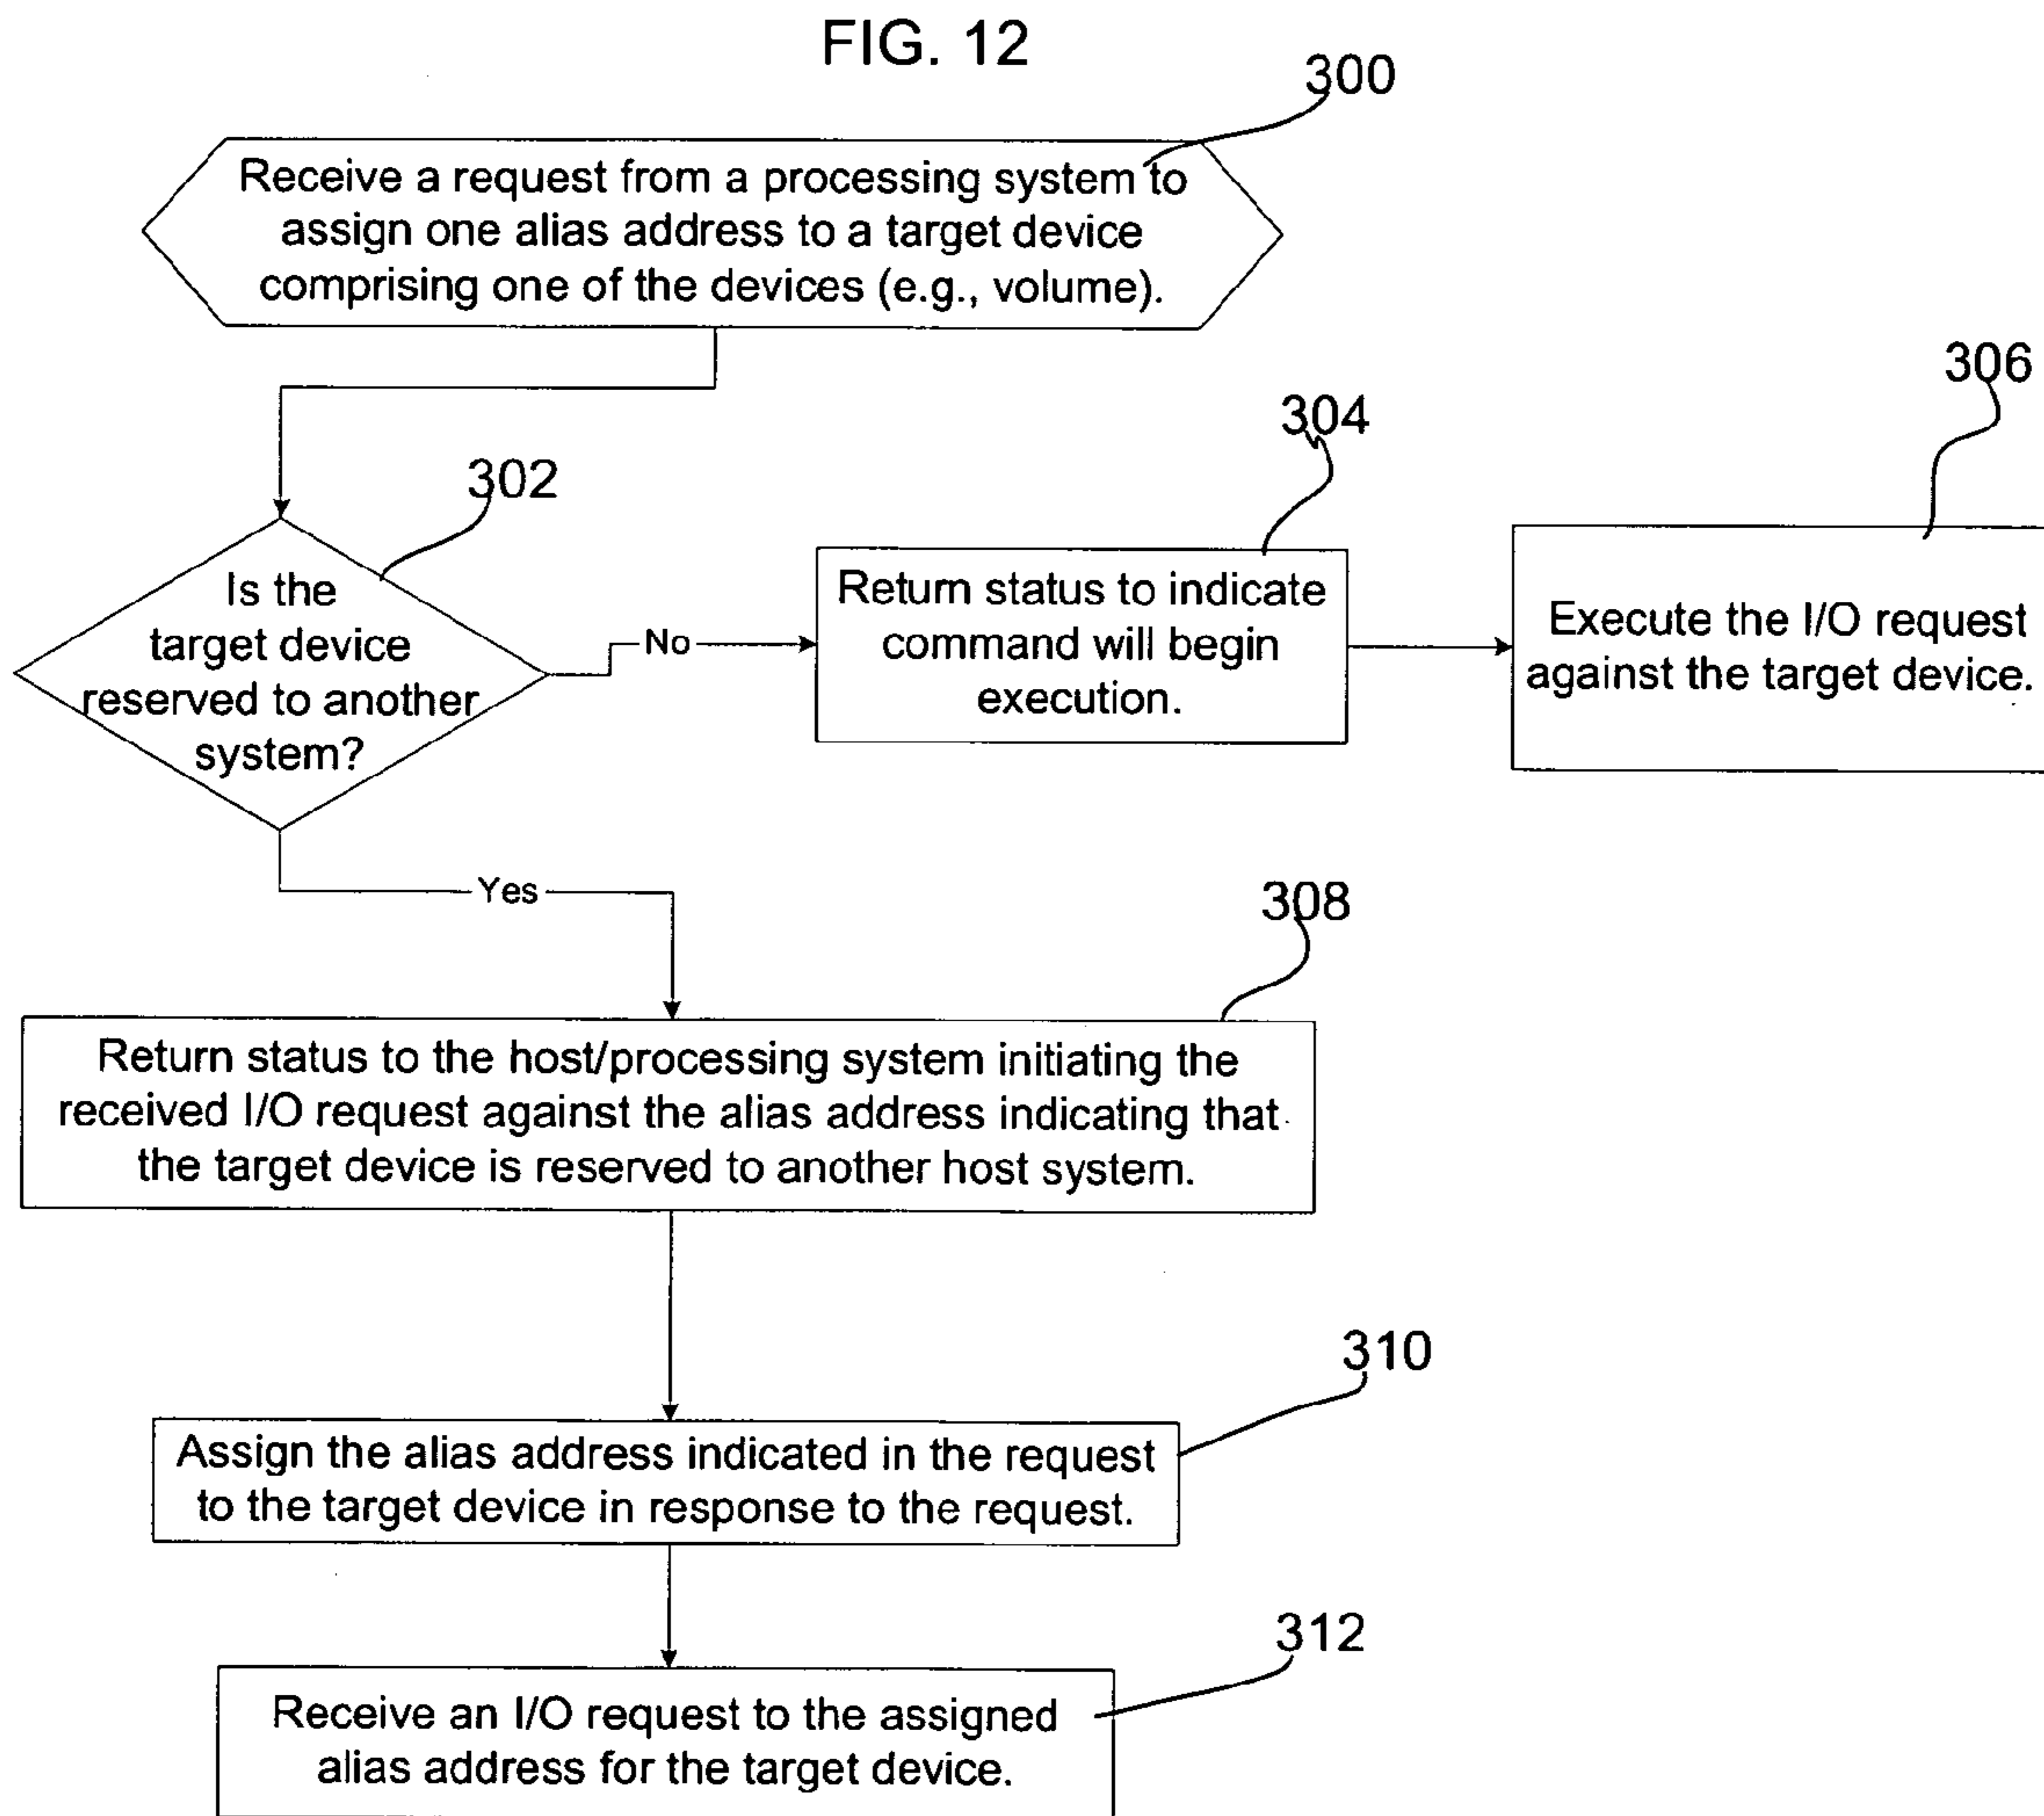 FIG. 12
300
Receive a request from a processing system to
assign one alias address to a target device
comprising one of the devices (e.g., volume).
306
304
302
Is the
target device
reserved to another
system?
No
Return status to indicate
command will begin
execution.
Execute the I/O request
against the target device.
Yes
308
Return status to the host/processing system initiating the
received I/O request against the alias address indicating that
the target device is reserved to another host system.
310
Assign the alias address indicated in the request
to the target device in response to the request.
312
Receive an I/O request to the assigned
alias address for the target device.